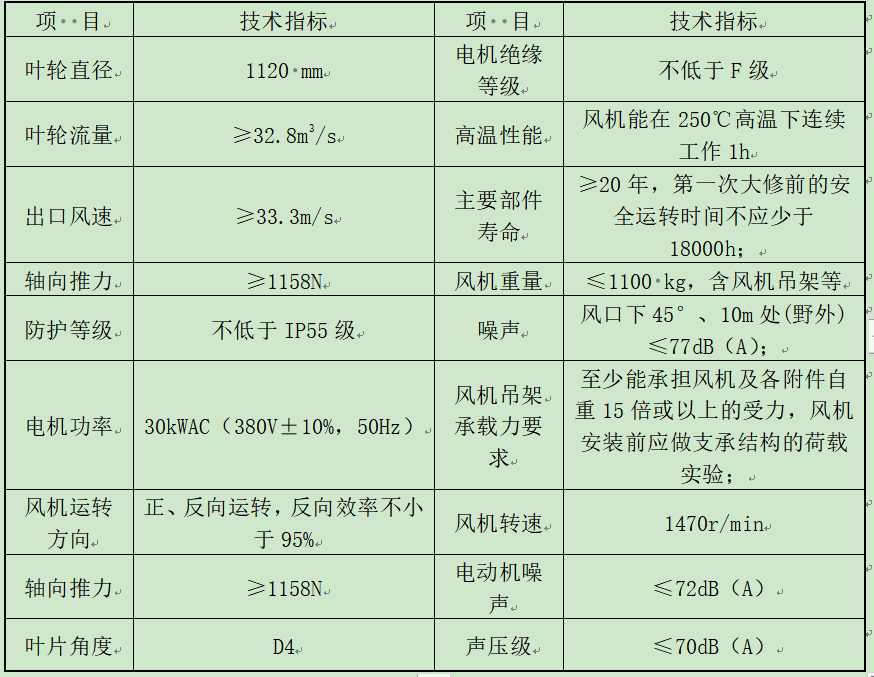 项  目
技术指标
项  目
技术指标
叶轮直径
1120 mm
电机绝缘
等级
不低于 F 级
叶轮流量
≥32.8m³/s
高温性能
风机能在 250℃高温下连续
工作 1h
出口风速
≥33.3m/s
主要部件
寿命
≥20 年，第一次大修前的安
全运转时间不应少于
18000h；
轴向推力
≥1158N
风机重量
≤1100 kg，含风机吊架等
防护等级
不低于 IP55 级
噪声
风口下 45°、10m 处(野外)
≤77dB（A）；
电机功率
30kWAC（380V±10%，50Hz）
风机吊架
承载力要
求
至少能承担风机及各附件自
重 15 倍或以上的受力，风机
安装前应做支承结构的荷载
实验；
风机运转
方向
正、反向运转，反向效率不小
于 95%
风机转速
1470r/min
轴向推力
≥1158N
电动机噪
声
≤72dB（A）
叶片角度
D4
声压级
≤70dB（A）